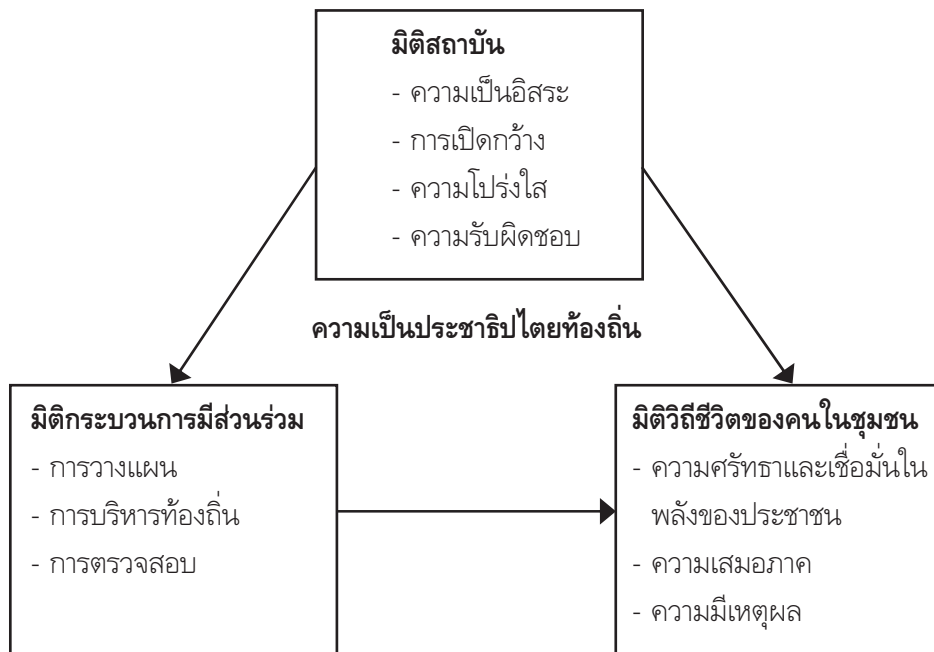 มิติสถาบัน
- ความเป็นอิสระ
- การเปิดกว้าง
- ความโปร่งใส
- ความรับผิดชอบ
ความเป็นประชาธิปไตยท้องถิ่น
มิติกระบวนการมีส่วนร่วม
- การวางแผน
- การบริหารท้องถิ่น
- การตรวจสอบ
มิติวิถีชีวิตของคนในชุมชน
- ความศรัทธาและเชื่อมั่นใน
พลังของประชาชน
- ความเสมอภาค
- ความมีเหตุผล